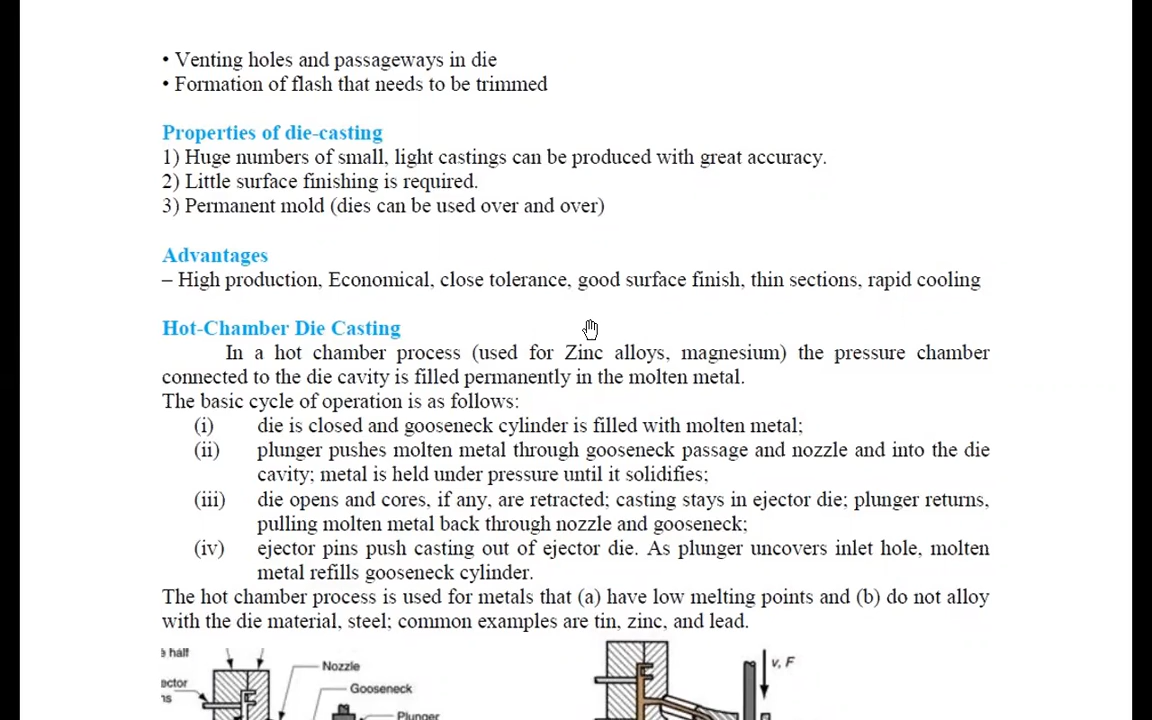 • Venting holes and passageways in die
• Formation of flash that needs to be trimmed
Properties of die-casting
1) Huge numbers of small, light castings can be produced with great accuracy.
2) Little surface finishing is required.
3) Permanent mold (dies can be used over and over)
Advantages
– High production, Economical, close tolerance, good surface finish, thin sections, rapid cooling
Hot-Chamber Die Casting
In a hot chamber process (used for Zinc alloys, magnesium) the pressure chamber
connected to the die cavity is filled permanently in the molten metal.
The basic cycle of operation is as follows:
(i) die is closed and gooseneck cylinder is filled with molten metal;
(ii) plunger pushes molten metal through gooseneck passage and nozzle and into the die
cavity; metal is held under pressure until it solidifies;
(iii) die opens and cores, if any, are retracted; casting stays in ejector die; plunger returns,
pulling molten metal back through nozzle and gooseneck;
(iv) ejector pins push casting out of ejector die. As plunger uncovers inlet hole, molten
metal refills gooseneck cylinder.
The hot chamber process is used for metals that (a) have low melting points and (b) do not alloy
with the die material, steel; common examples are tin, zinc, and lead.
half
Nozzle
v, F
ector
ns
Gooseneck
Plunger